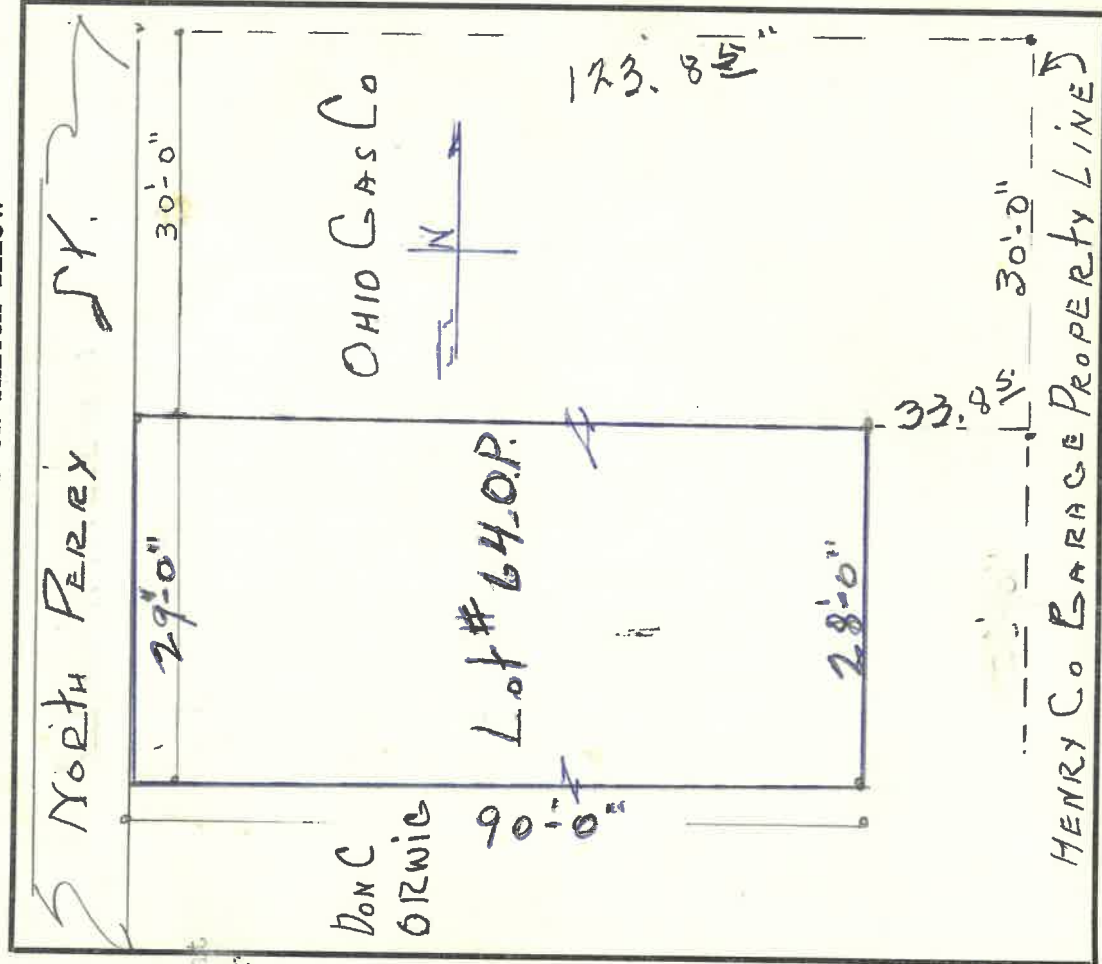 NORTH PERRY ST.
30'-0"
29'-0"
123.85"
OHIO GAS CO
N
Lot # 64 O.P.
DON C
ORWIG
90'-0"
28'-0"
33.85
30'-0"
HENRY CO GARAGE PROPERTY LINE